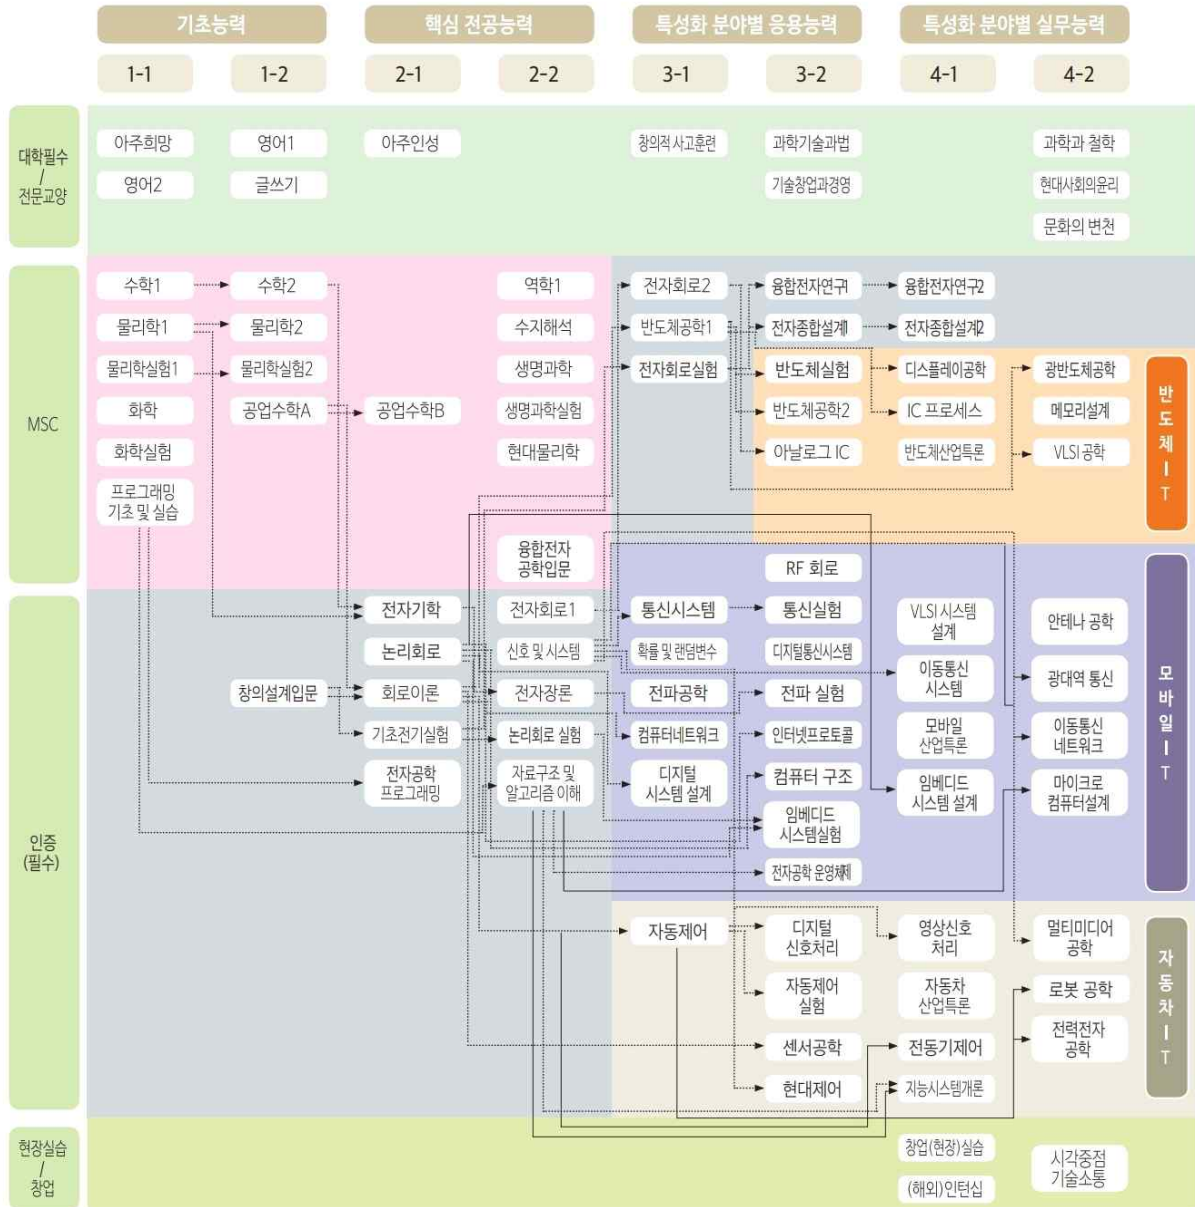 기초능력
핵심 전공능력
특성화 분야별 응용능력
특성화 분야별 실무능력
1-1
1-2
2-1
2-2
3-1
3-2
4-1
4-2
대학필수
/
전문교양
아주희망
영어1
아주인성
창의적 사고훈련
과학기술과법
과학과 철학
영어2
글쓰기
기술창업과경영
현대사회의윤리
문화의 변천
MSC
수학1
수학2
역학1
전자회로2
융합전자연구1
융합전자연구2
물리학1
물리학2
수지해석
반도체공학1
전자종합설계1
전자종합설계2
물리학실험1
물리학실험2
생명과학
전자회로실험
반도체실험
디스플레이공학
광반도체공학
화학
공업수학A
공업수학B
생명과학실험
반도체공학2
IC 프로세스
메모리설계
화학실험
현대물리학
아날로그 IC
반도체산업특론
VLSI 공학
프로그래밍
기초 및 실습
융합전자
공학입문
RF 회로
반도체 I T
인증
(필수)
전자기학
전자회로1
통신시스템
통신실험
VLSI 시스템
설계
안테나 공학
논리회로
신호 및 시스템
확률 및 랜덤변수
디지털통신시스템
이동통신
시스템
광대역 통신
창의설계입문
회로이론
전자장론
전파공학
전파 실험
모바일
산업특론
이동통신
네트워크
기초전기실험
논리회로 실험
컴퓨터네트워크
인터넷프로토콜
전자공학
프로그래밍
자료구조 및
알고리즘 이해
디지털
시스템 설계
컴퓨터 구조
임베디드
시스템 설계
마이크로
컴퓨터설계
임베디드
시스템실험
전자공학 운영체제
모바일 I T
자동제어
디지털
신호처리
영상신호
처리
멀티미디어
공학
자동제어
실험
자동차
산업특론
로봇 공학
센서공학
전동기제어
전력전자
공학
현대제어
지능시스템개론
자동차 I T
현장실습
/
창업
창업(현장)실습
시각중점
기술소통
(해외)인턴십